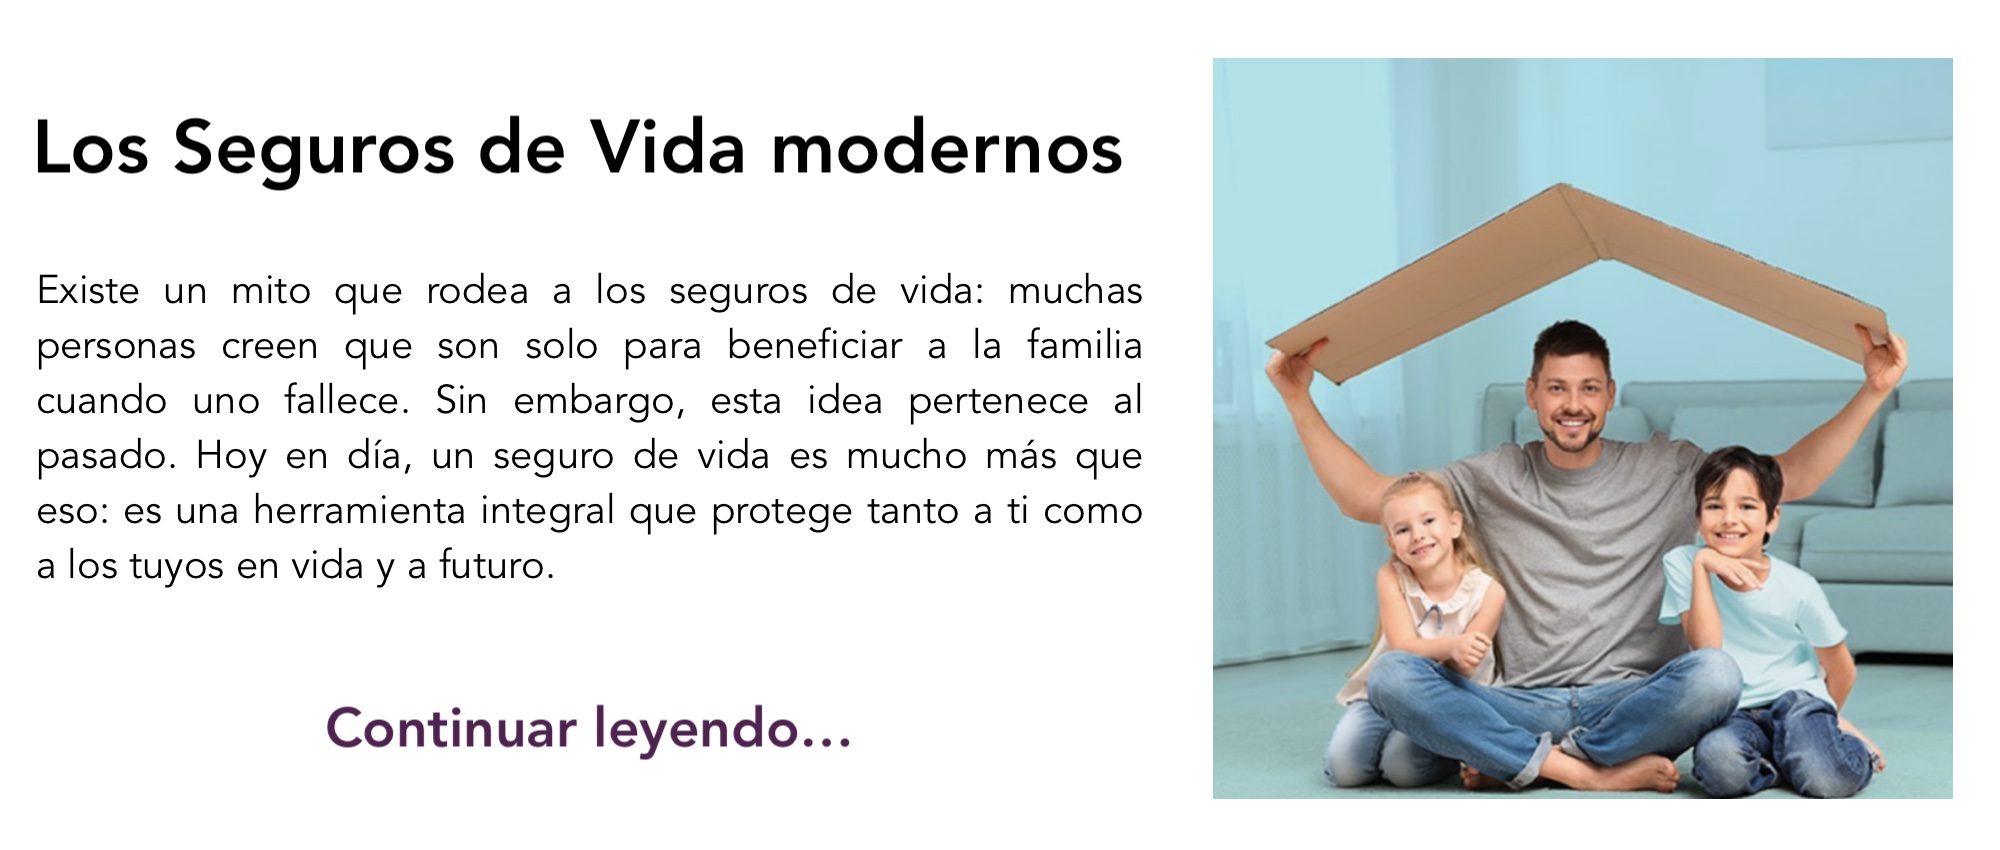 Los Seguros de Vida modernos
Existe un mito que rodea a los seguros de vida: muchas
personas creen que son solo para beneficiar a la familia
cuando uno fallece. Sin embargo, esta idea pertenece al
pasado. Hoy en día, un seguro de vida es mucho más que
eso: es una herramienta integral que protege tanto a ti como
a los tuyos en vida y a futuro.
Continuar leyendo...